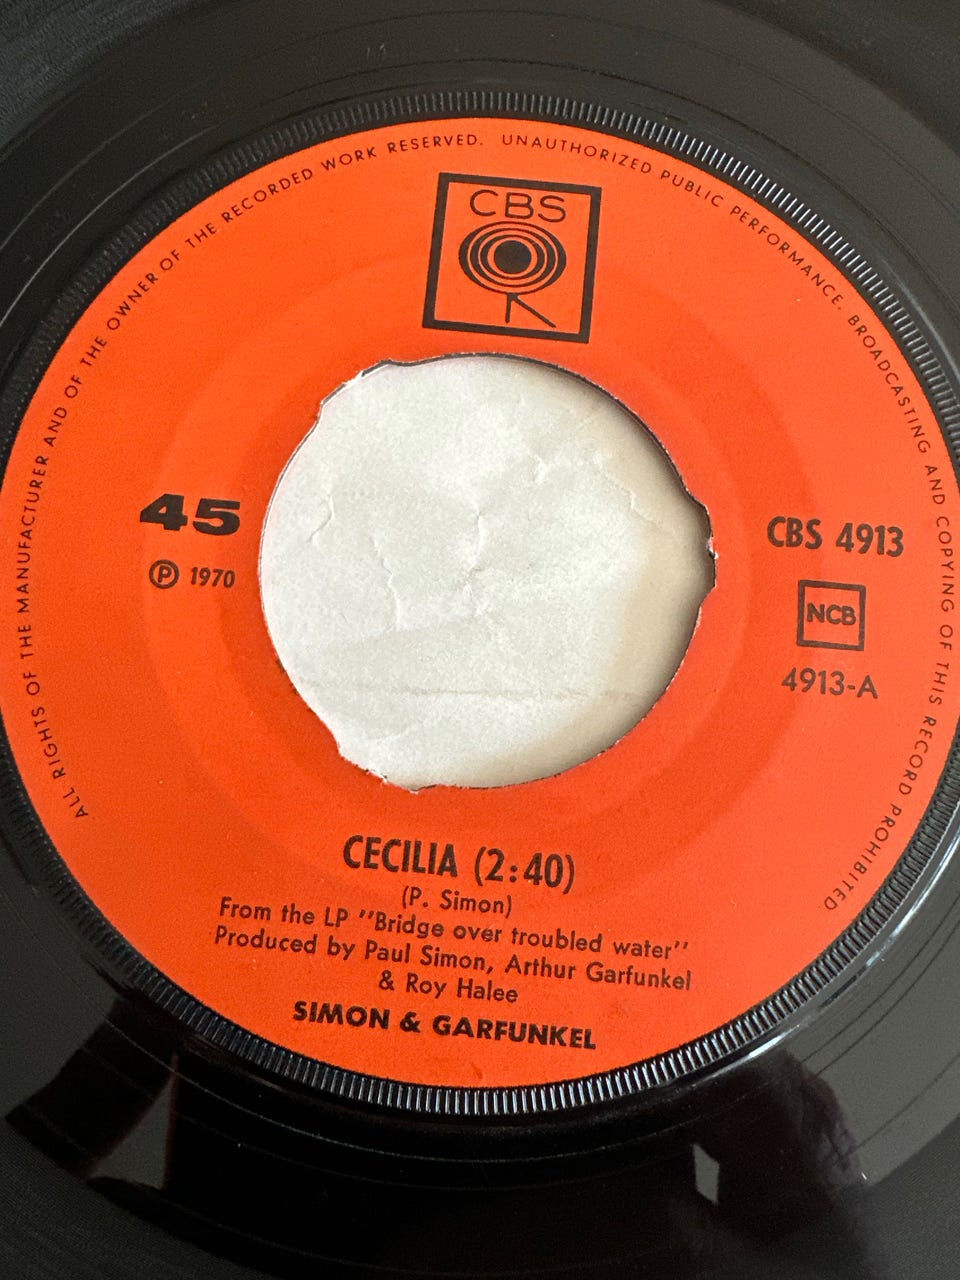 ALL RIGHTS OF THE MANUFACTURER AND OF THE OWNER OF THE RECORDED WORK RESERVED. UNAUTHORIZED PUBLIC PERFORMANCE. BROADCASTING AND COPYING OF THIS RECORD PROHIBITED
CBS
45
℗ 1970
CBS 4913
NCB
4913-A
CECILIA (2:40)
(P. Simon)
From the LP "Bridge over troubled water"
Produced by Paul Simon, Arthur Garfunkel
& Roy Halee
SIMON & GARFUNKEL